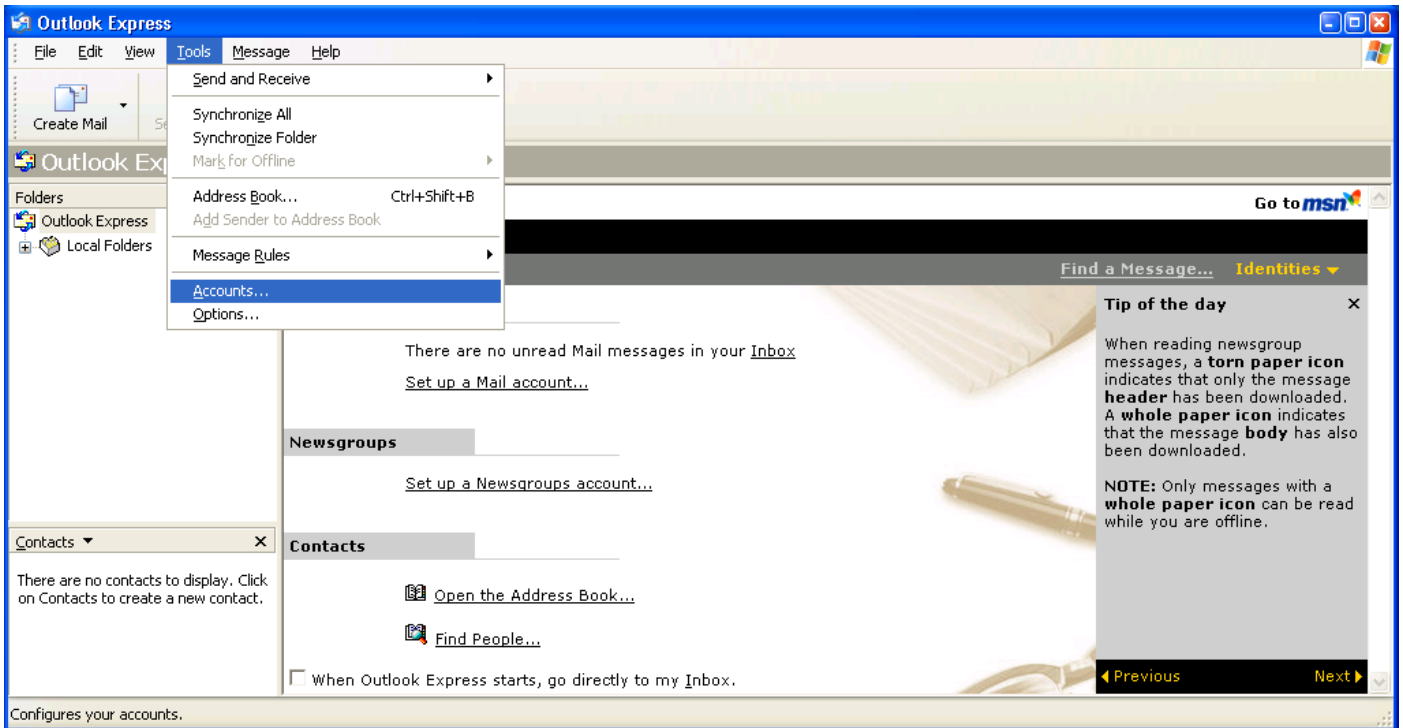 Outlook Express
File Edit View Tools Message Help
Create Mail
Send and Receive
Synchronize All
Synchronize Folder
Mark for Offline
Address Book... Ctrl+Shift+B
Add Sender to Address Book
Message Rules
Accounts...
Options...
Folders
Outlook Express
Local Folders
Go to msn
Find a Message... Identities
There are no unread Mail messages in your Inbox
Set up a Mail account...
Newsgroups
Set up a Newsgroups account...
Contacts
Open the Address Book...
Find People...
When Outlook Express starts, go directly to my Inbox.
Tip of the day
When reading newsgroup
messages, a torn paper icon
indicates that only the message
header has been downloaded.
A whole paper icon indicates
that the message body has also
been downloaded.
NOTE: Only messages with a
whole paper icon can be read
while you are offline.
Previous Next
Contacts
There are no contacts to display. Click
on Contacts to create a new contact.
Configures your accounts.